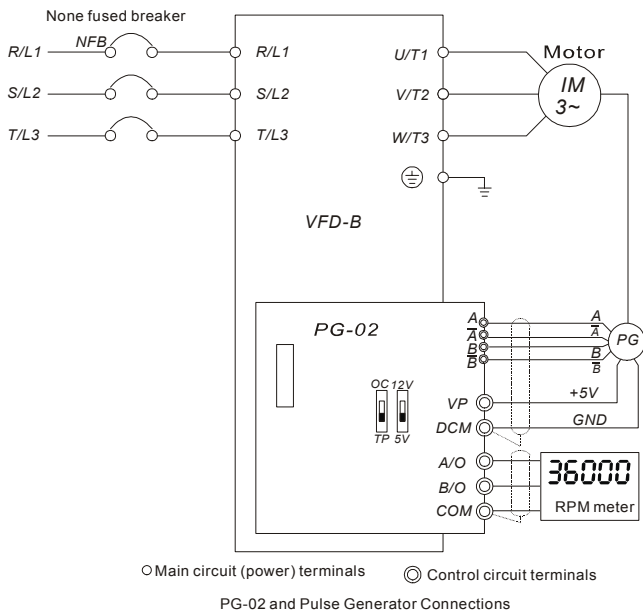 None fused breaker
R/L1 NFB R/L1 U/T1 Motor
S/L2 S/L2 V/T2 IM
3~
T/L3 T/L3 W/T3
VFD-B
PG-02
A A
A̅ A̅
B B
B̅ B̅
PG
OC 12V
TP 5V
VP +5V
DCM GND
A/O
B/O
COM
36000
RPM meter
Main circuit (power) terminals Control circuit terminals
PG-02 and Pulse Generator Connections